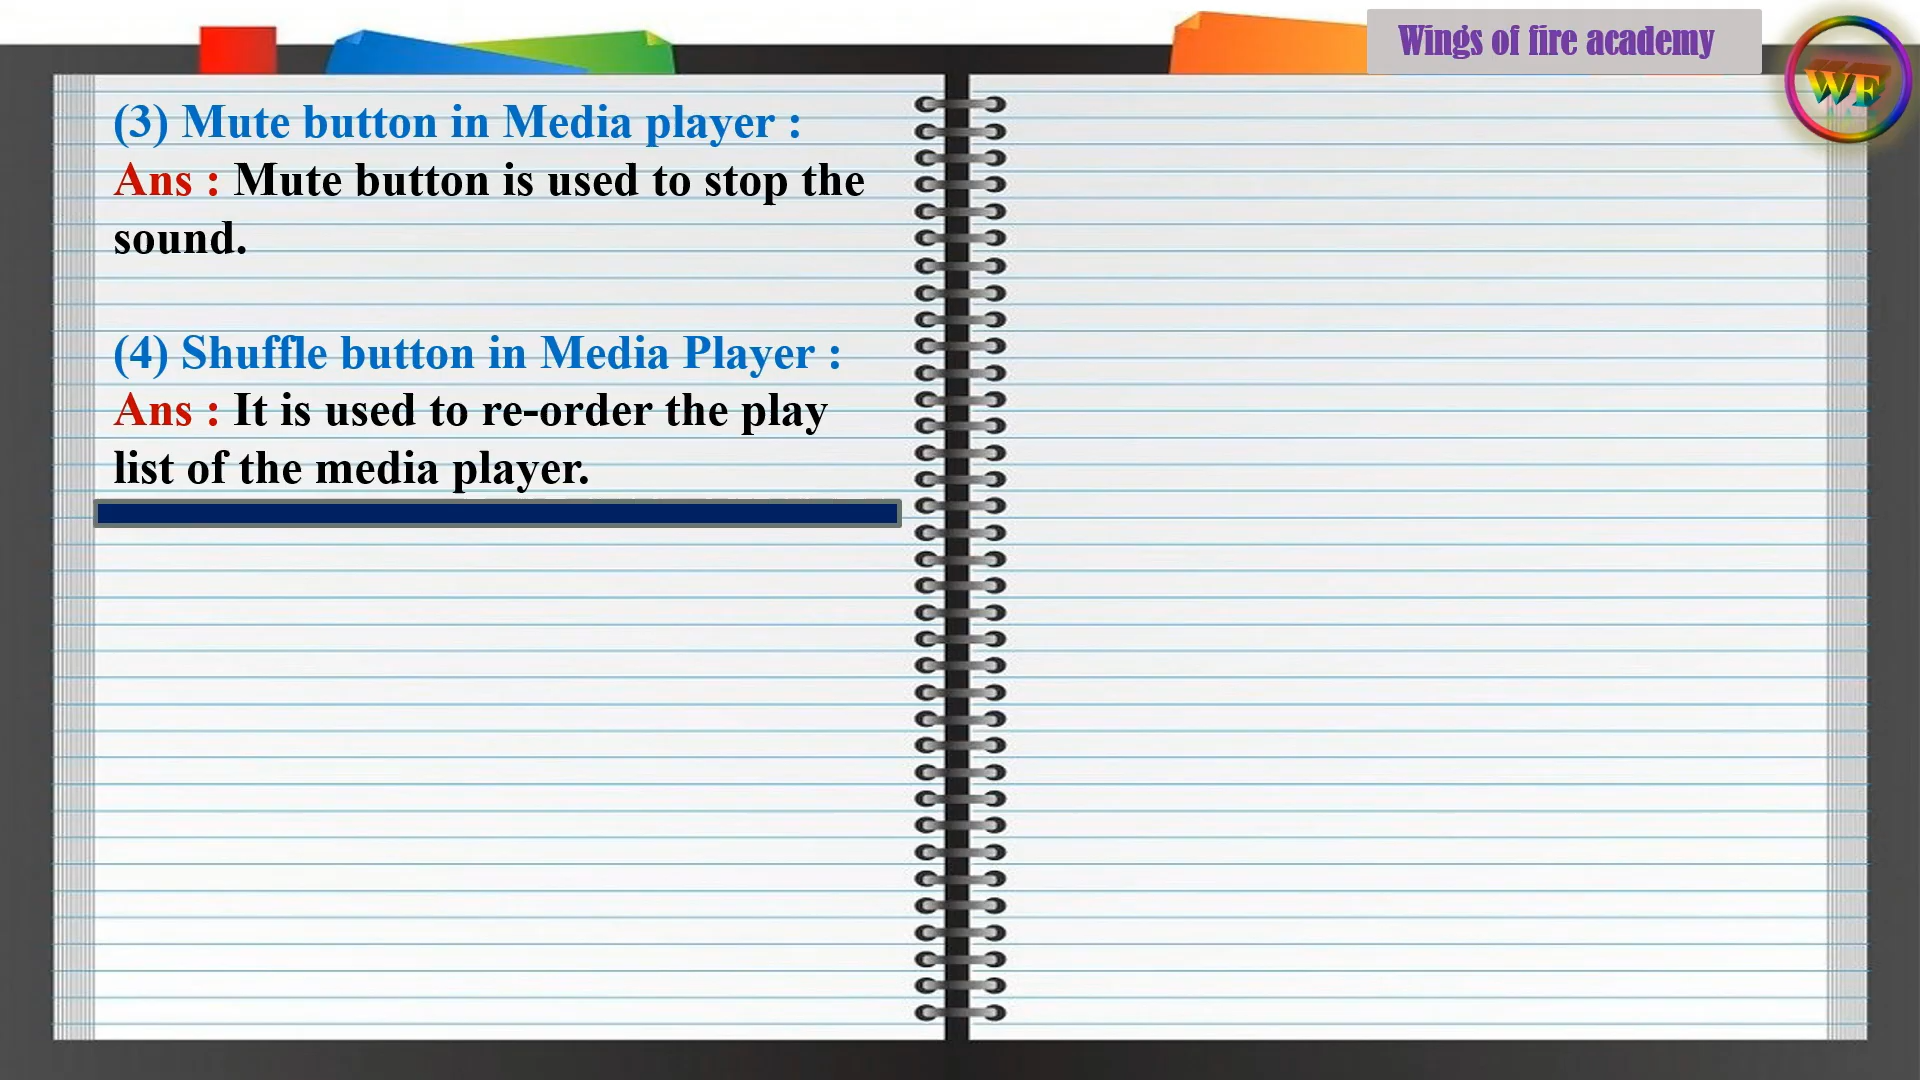 Wings of fire academy
WF
(3) Mute button in Media player :
Ans : Mute button is used to stop the
sound.
(4) Shuffle button in Media Player :
Ans : It is used to re-order the play
list of the media player.